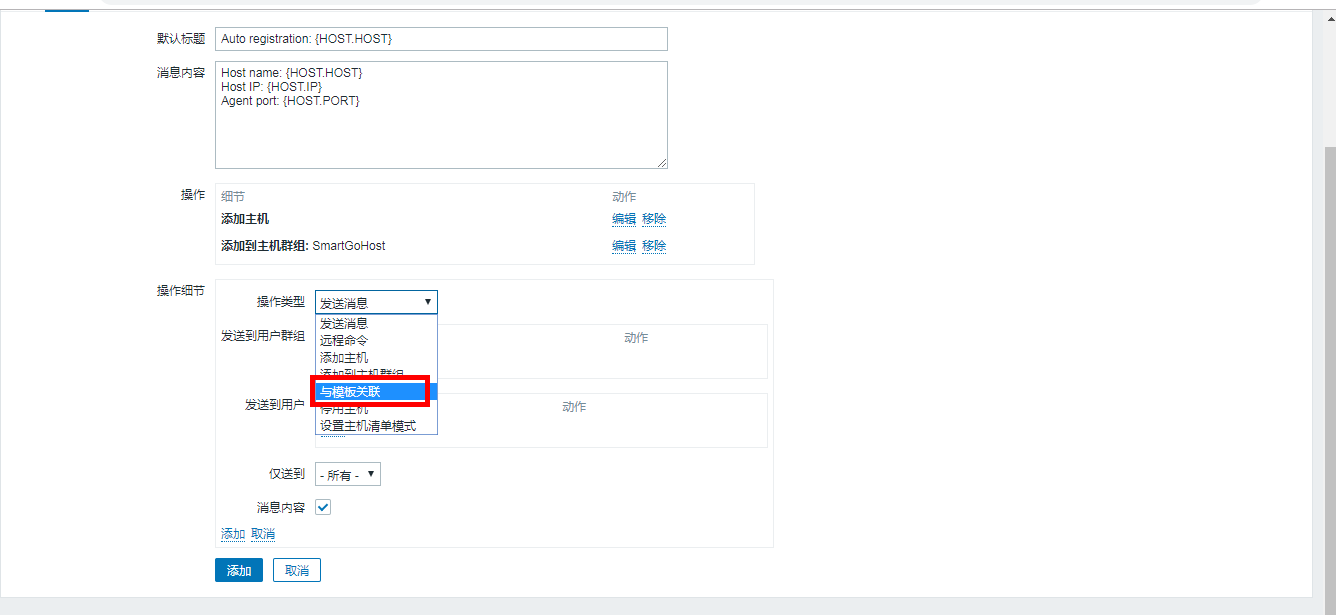 默认标题 Auto registration: {HOST.HOST}
消息内容 Host name: {HOST.HOST}
Host IP: {HOST.IP}
Agent port: {HOST.PORT}
操作 细节 动作
添加主机 编辑 移除
添加到主机群组: SmartGoHost 编辑 移除
操作细节
操作类型 发送消息
发送消息
发送到用户群组 动作
远程命令
添加主机
添加到主机群组
与模板关联
发送到用户 动作
停用主机
设置主机清单模式
仅送到 - 所有 -
消息内容
添加 取消
添加 取消